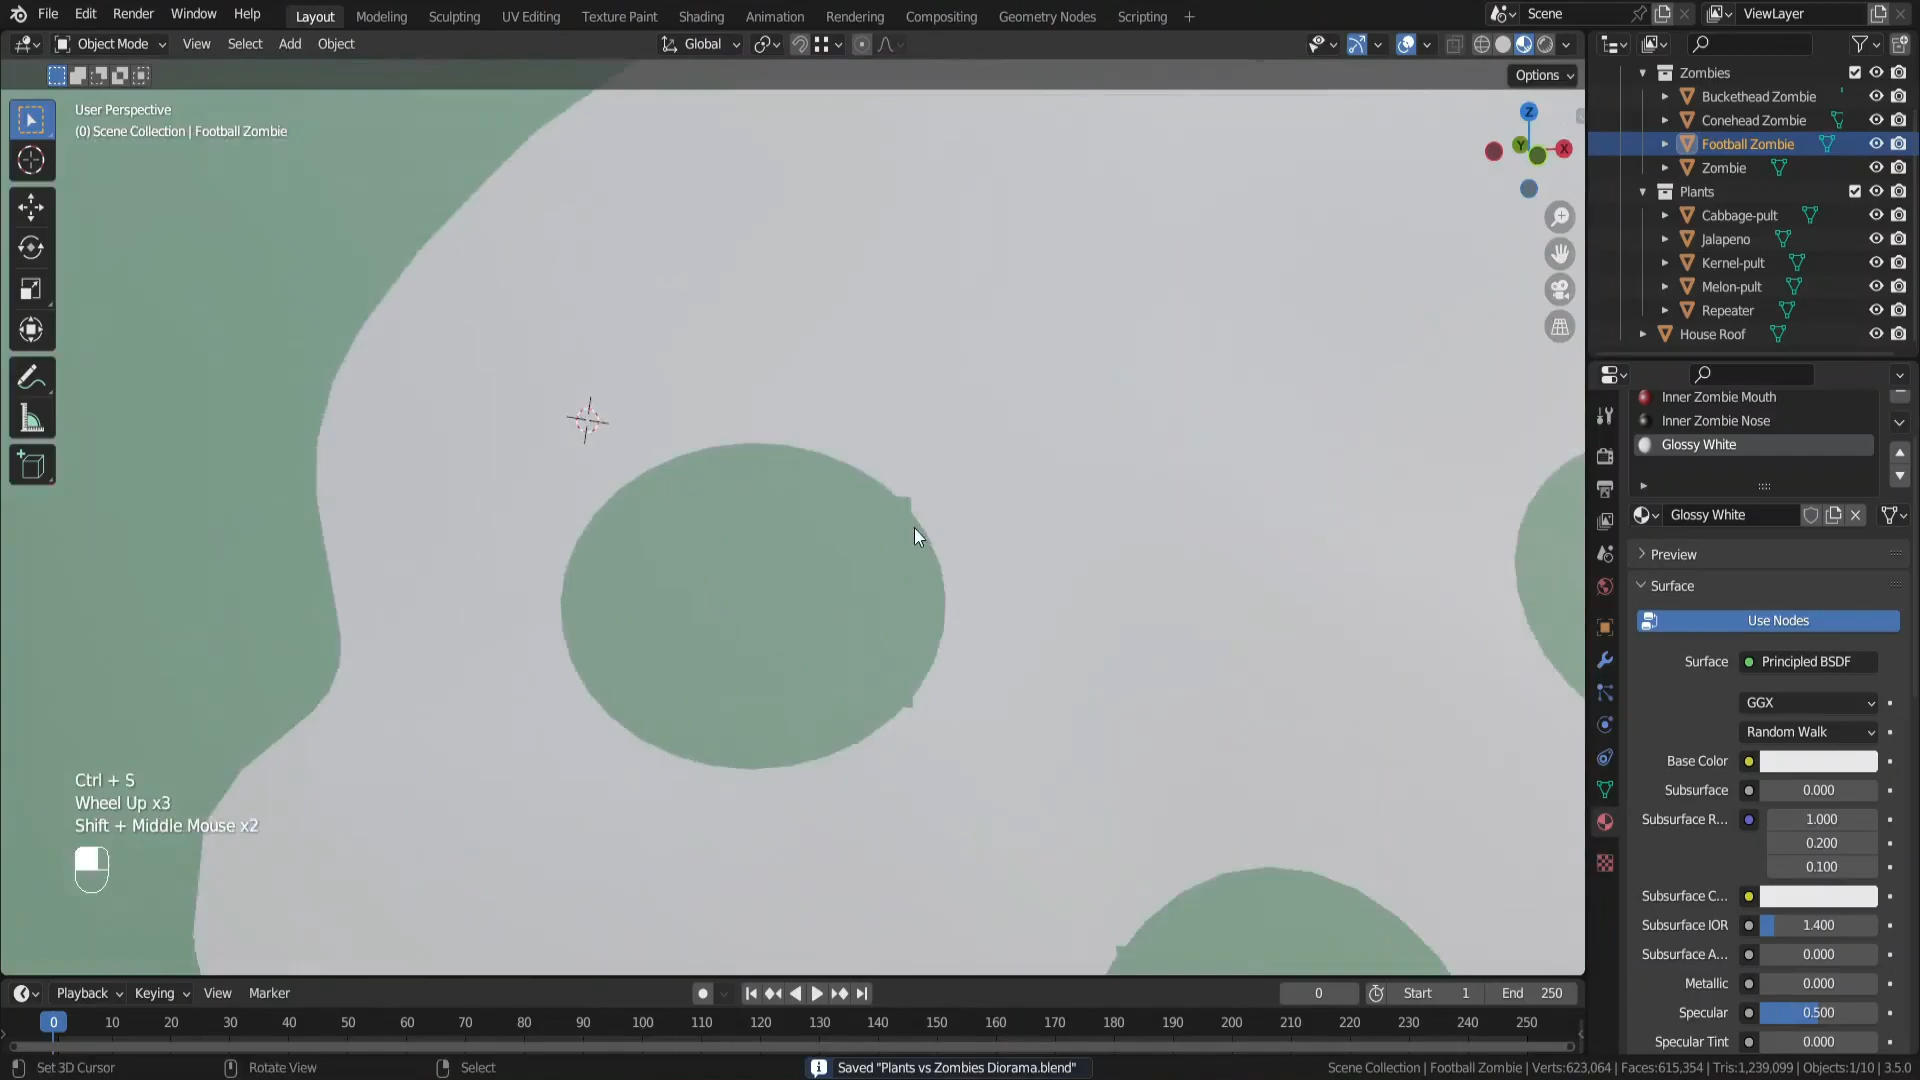 File Edit Render Window Help
Layout Modeling Sculpting UV Editing Texture Paint Shading Animation Rendering Compositing Geometry Nodes Scripting
Scene
ViewLayer
Object Mode View Select Add Object
Global
Options
User Perspective
(0) Scene Collection | Football Zombie
Z
Y
X
Zombies
Buckethead Zombie
Conehead Zombie
Football Zombie
Zombie
Plants
Cabbage-pult
Jalapeno
Kernel-pult
Melon-pult
Repeater
House Roof
Inner Zombie Mouth
Inner Zombie Nose
Glossy White
Glossy White
Preview
Surface
Use Nodes
Surface Principled BSDF
GGX
Random Walk
Base Color
Subsurface 0.000
Subsurface R... 1.000
0.200
0.100
Subsurface C...
Subsurface IOR 1.400
Subsurface A... 0.000
Metallic 0.000
Specular 0.500
Specular Tint 0.000
Ctrl + S
Wheel Up x3
Shift + Middle Mouse x2
Playback Keying View Marker
0 Start 1 End 250
0 10 20 30 40 50 60 70 80 90 100 110 120 130 140 150 160 170 180 190 200 210 220 230 240 250
Set 3D Cursor Rotate View Select
Saved "Plants vs Zombies Diorama.blend"
Scene Collection | Football Zombie | Verts:623,064 | Faces:615,354 | Tris:1,239,099 | Objects:1/10 | 3.5.0